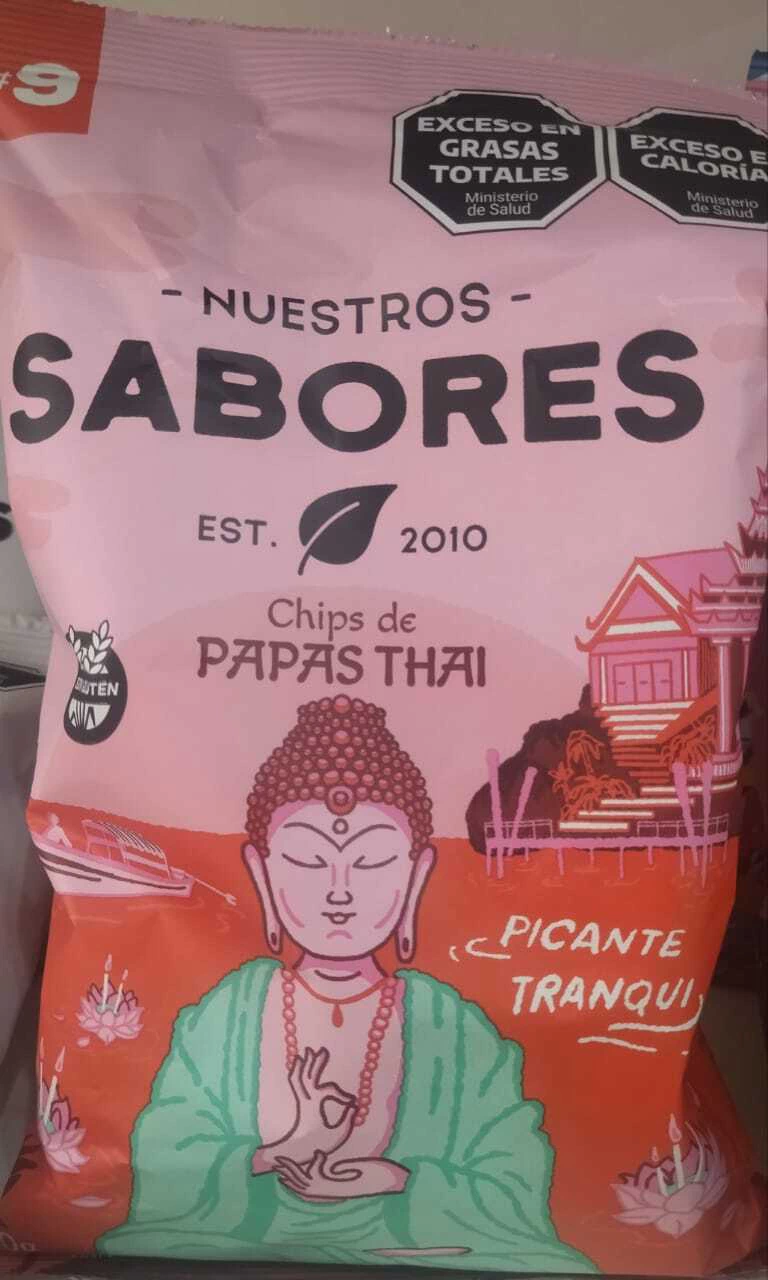 #9
EXCESO EN
GRASAS
TOTALES
Ministerio
de Salud
EXCESO E
CALORÍA
Ministerio
de Salud
- NUESTROS -
SABORES
EST. 2010
Chips de
PAPAS THAI
GLUTEN
PICANTE
TRANQUI